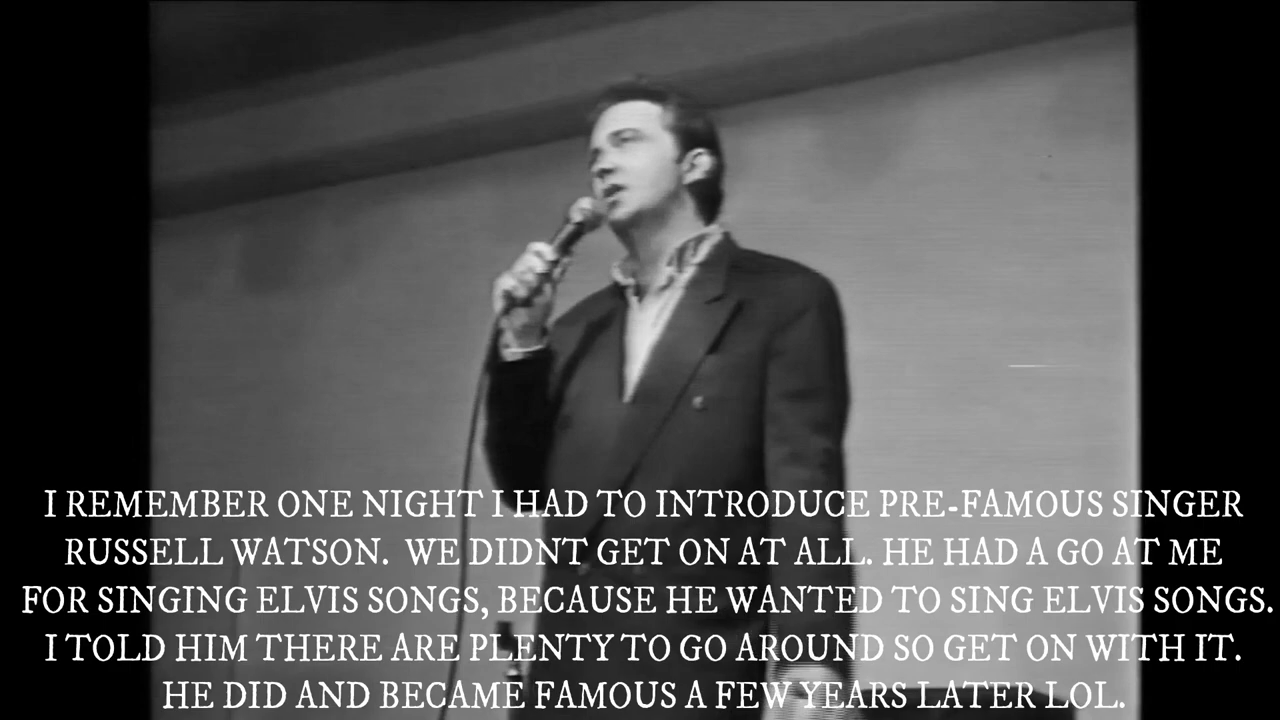 I REMEMBER ONE NIGHT I HAD TO INTRODUCE PRE-FAMOUS SINGER
RUSSELL WATSON. WE DIDNT GET ON AT ALL. HE HAD A GO AT ME
FOR SINGING ELVIS SONGS, BECAUSE HE WANTED TO SING ELVIS SONGS.
I TOLD HIM THERE ARE PLENTY TO GO AROUND SO GET ON WITH IT.
HE DID AND BECAME FAMOUS A FEW YEARS LATER LOL.